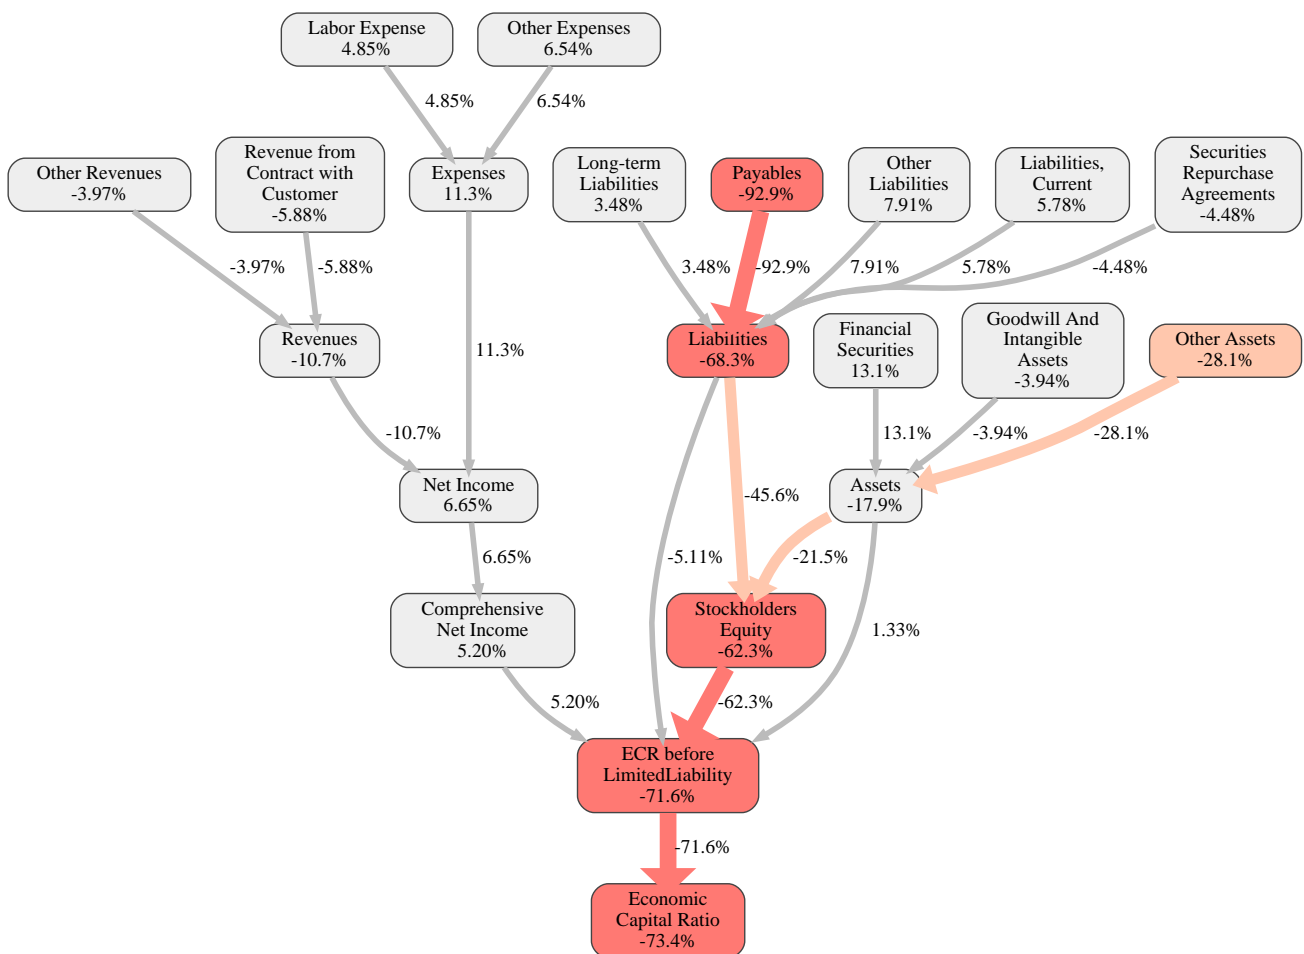 Labor Expense
4.85%
Other Expenses
6.54%
4.85%
6.54%
Other Revenues
-3.97%
Revenue from
Contract with
Customer
-5.88%
Expenses
11.3%
Long-term
Liabilities
3.48%
Payables
-92.9%
Other
Liabilities
7.91%
Liabilities,
Current
5.78%
Securities
Repurchase
Agreements
-4.48%
-3.97%
-5.88%
3.48%
-92.9%
7.91%
5.78%
-4.48%
Revenues
-10.7%
11.3%
Liabilities
-68.3%
Financial
Securities
13.1%
Goodwill And
Intangible
Assets
-3.94%
Other Assets
-28.1%
-10.7%
13.1%
-3.94%
-28.1%
Net Income
6.65%
-45.6%
Assets
-17.9%
6.65%
-5.11%
-21.5%
Comprehensive
Net Income
5.20%
Stockholders
Equity
-62.3%
1.33%
5.20%
-62.3%
ECR before
LimitedLiability
-71.6%
-71.6%
Economic
Capital Ratio
-73.4%